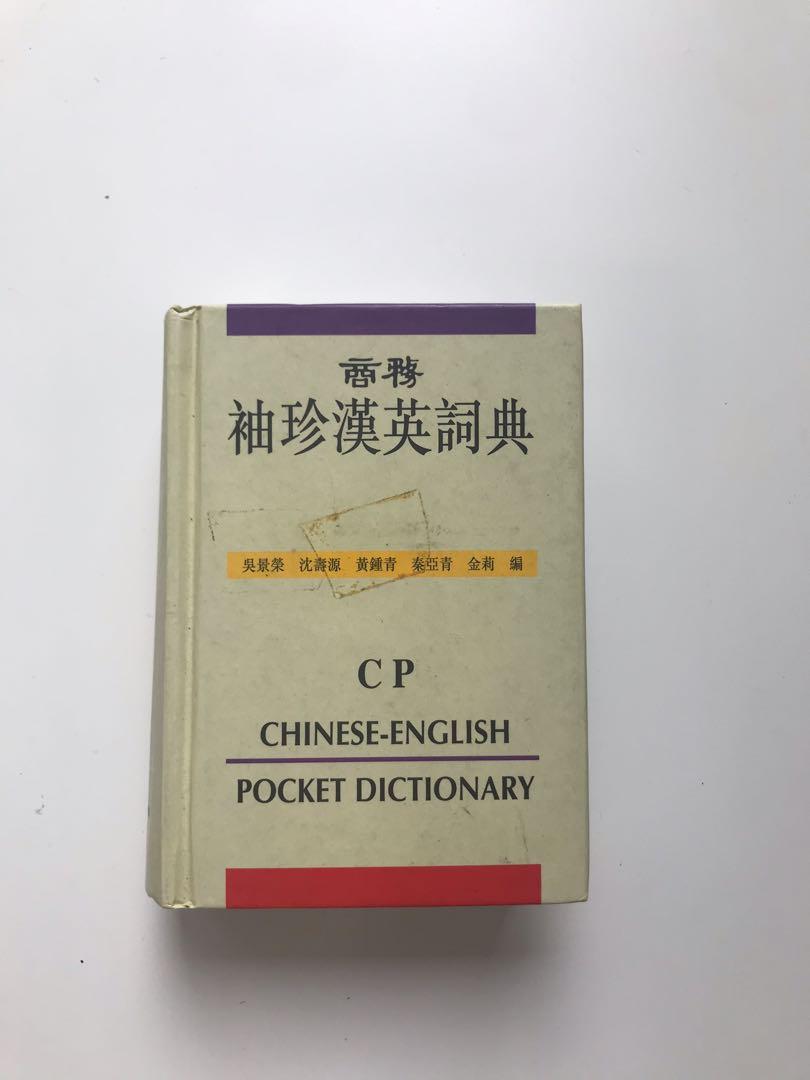 商務
袖珍漢英詞典
吳景榮 沈壽源 黃鍾青 秦亞青 金莉 編
CP
CHINESE-ENGLISH
POCKET DICTIONARY